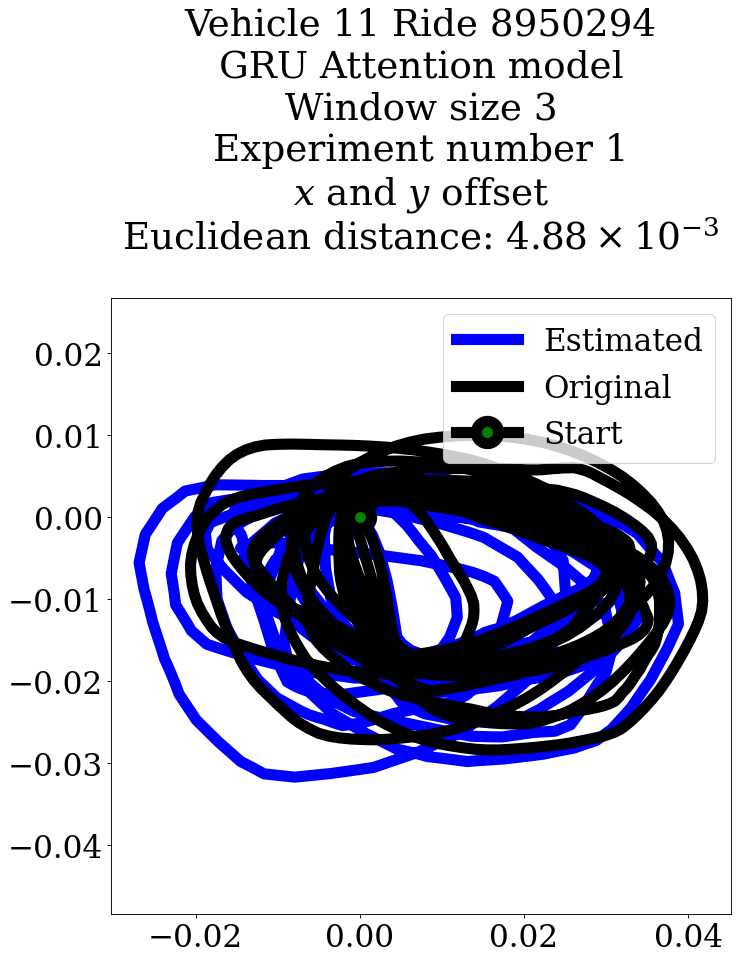 Vehicle 11 Ride 8950294
GRU Attention model
Window size 3
Experiment number 1
x and y offset
Euclidean distance: 4.88 × 10⁻³
Estimated
Original
Start
0.02
0.01
0.00
−0.01
−0.02
−0.03
−0.04
−0.02 0.00 0.02 0.04